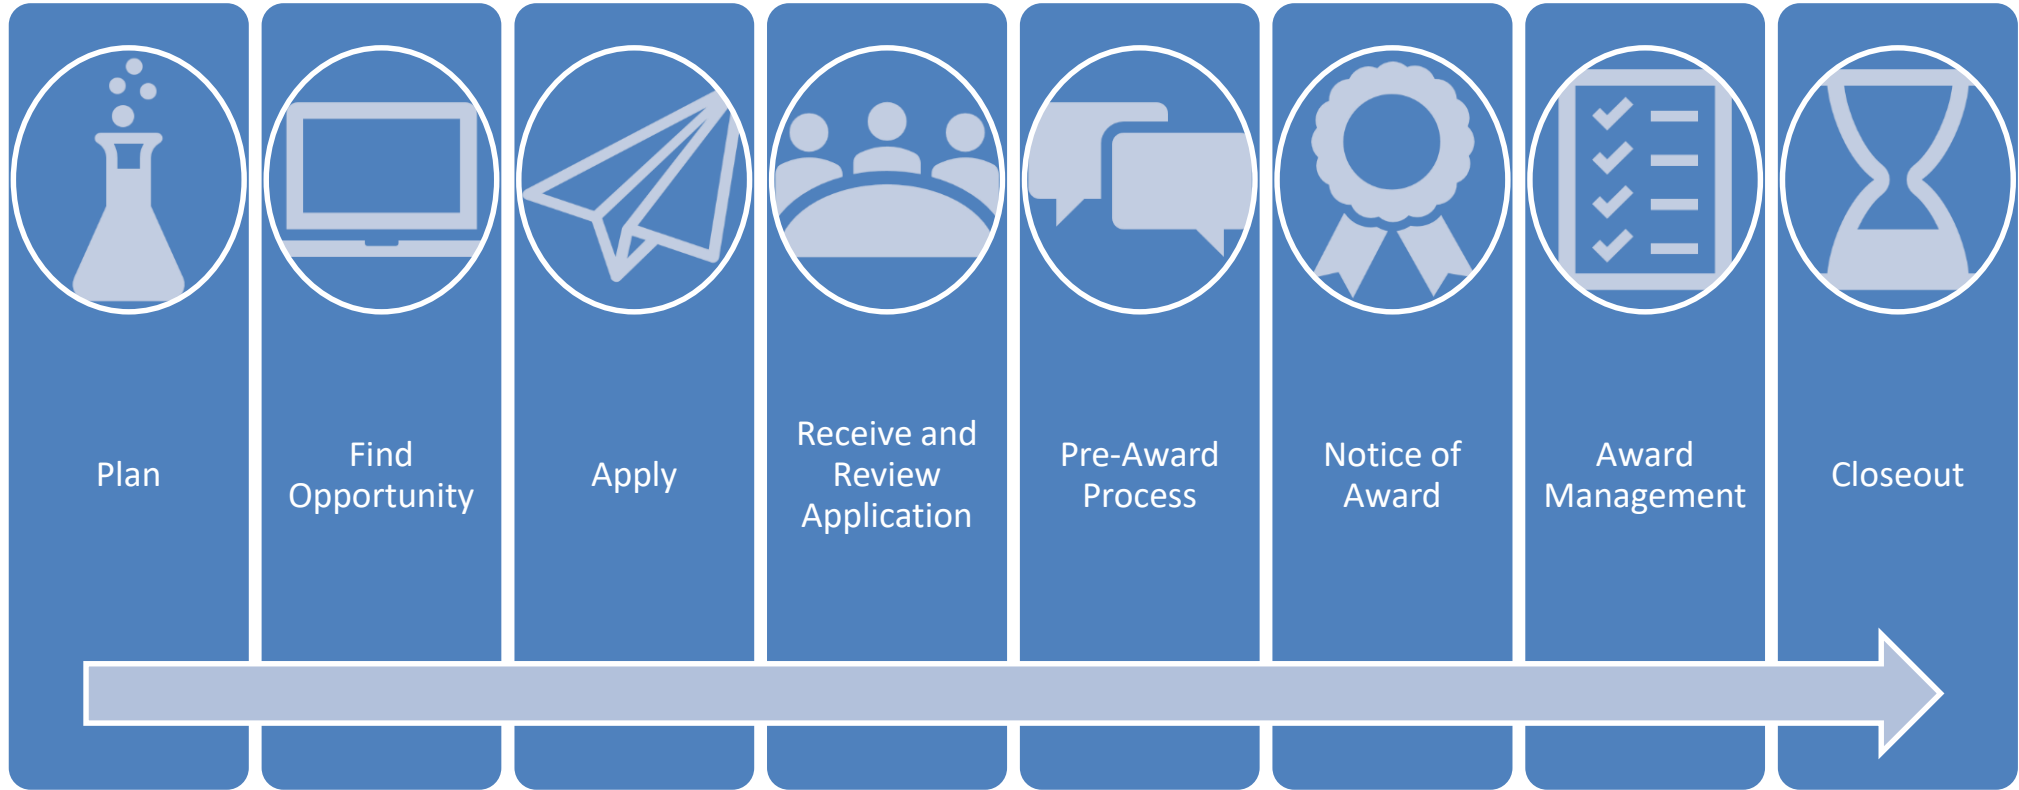 Plan
Find
Opportunity
Apply
Receive and
Review
Application
Pre-Award
Process
Notice of
Award
Award
Management
Closeout